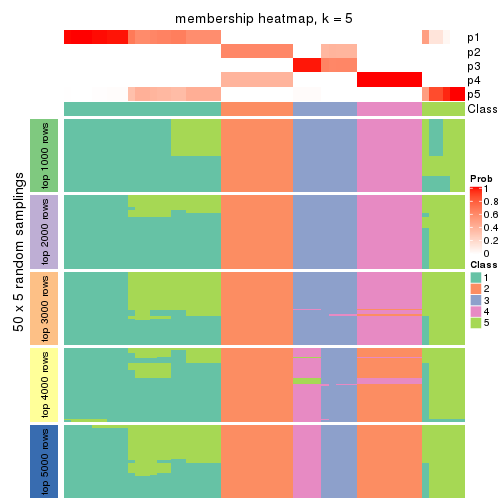 membership heatmap, k = 5
p1
p2
p3
p4
p5
Class
50 x 5 random samplings
top 1000 rows
top 2000 rows
top 3000 rows
top 4000 rows
top 5000 rows
Prob
1
0.8
0.6
0.4
0.2
0
Class
1
2
3
4
5